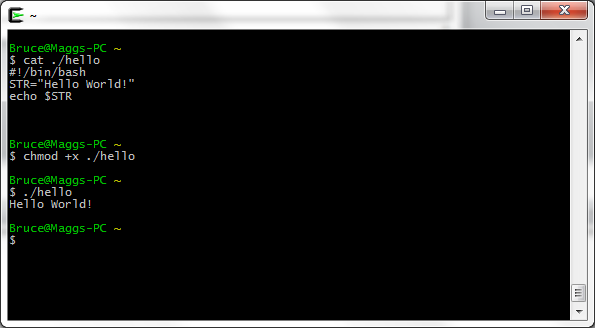 ~
Bruce@Maggs-PC ~
$ cat ./hello
#!/bin/bash
STR="Hello World!"
echo $STR
Bruce@Maggs-PC ~
$ chmod +x ./hello
Bruce@Maggs-PC ~
$ ./hello
Hello World!
Bruce@Maggs-PC ~
$